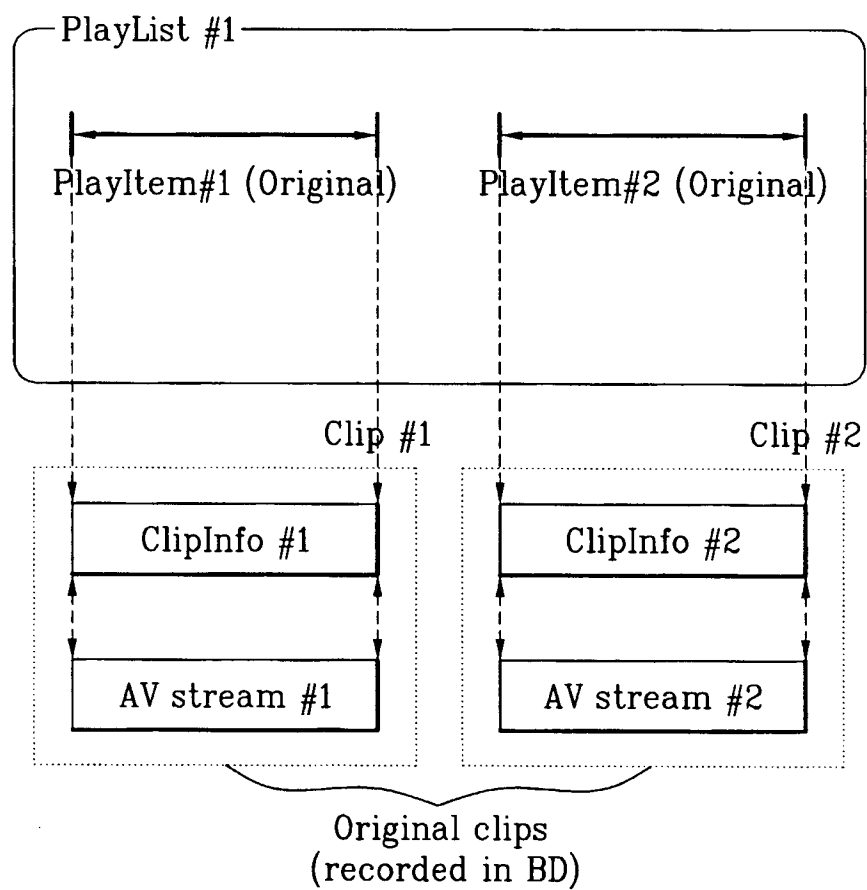 PlayList #1
PlayItem#1 (Original)
PlayItem#2 (Original)
Clip #1
Clip #2
ClipInfo #1
ClipInfo #2
AV stream #1
AV stream #2
Original clips
(recorded in BD)